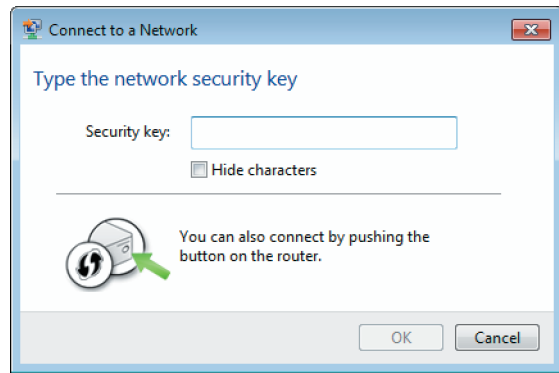 Connect to a Network
Type the network security key
Security key:
Hide characters
You can also connect by pushing the
button on the router.
OK
Cancel